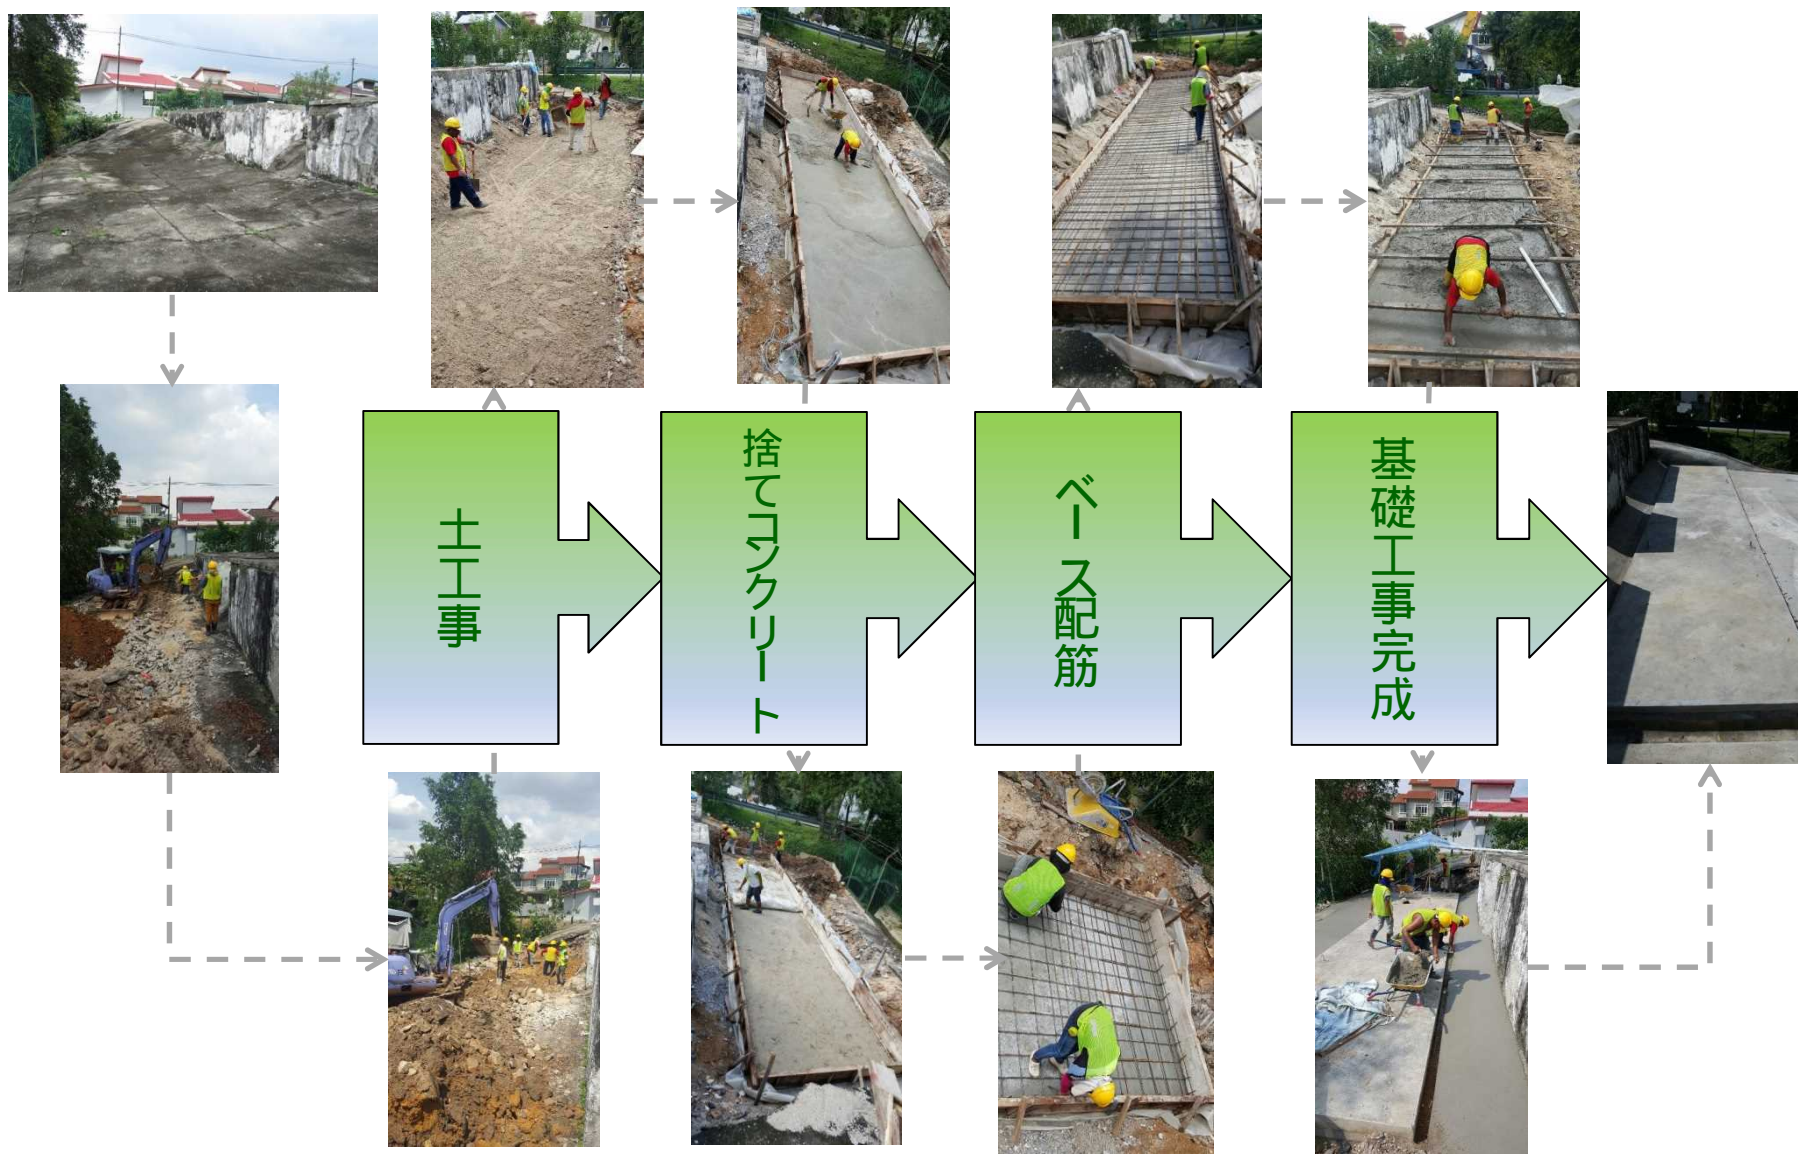 土工事
捨てコンクリート
ベース配筋
基礎工事完成